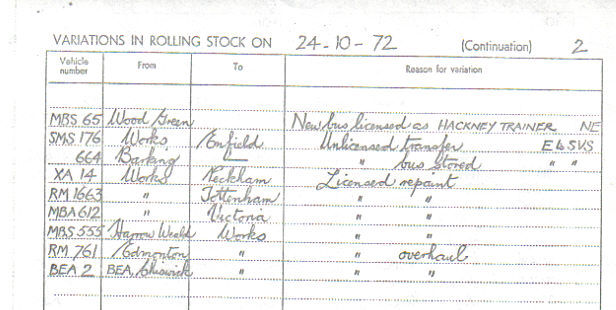 VARIATIONS IN ROLLING STOCK ON 24-10-72 (Continuation) 2
Vehicle number From To Reason for variation
MBS 65 Wood Green New bus licensed as HACKNEY TRAINER NE
SMS 176 Works Enfield Unlicensed transfer E6SVS
664 Barking " bus stored " "
XA 14 Works Peckham Licensed repaint
RM 1663 " Tottenham " "
MBA 612 " Victoria " "
MBS 555 Harrow Weald Works " "
RM 761 Edmonton " " overhaul
BEA 2 BEA, Chiswick " " "